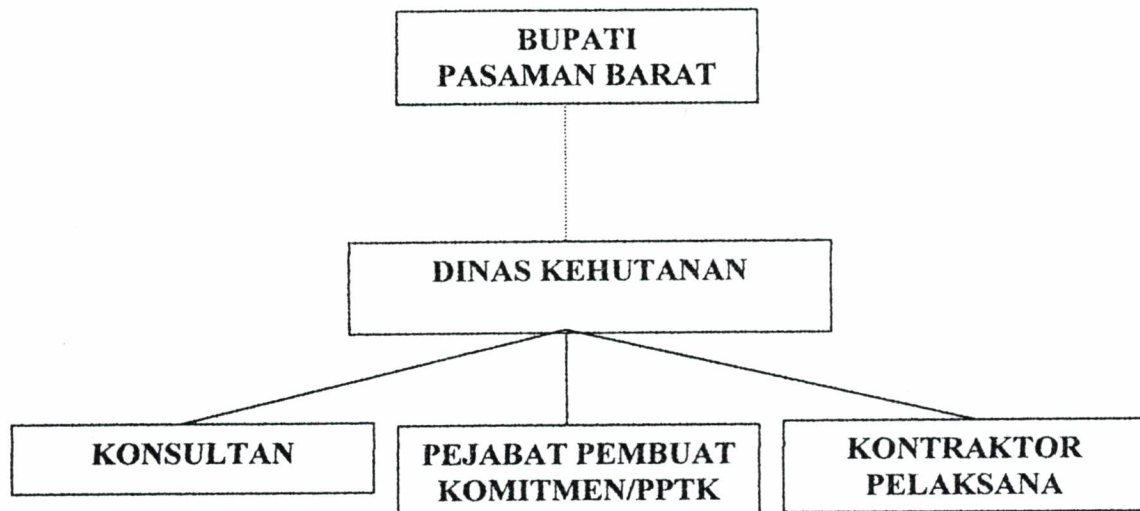 BUPATI
PASAMAN BARAT
DINAS KEHUTANAN
KONSULTAN
PEJABAT PEMBUAT
KOMITMEN/PPTK
KONTRAKTOR
PELAKSANA